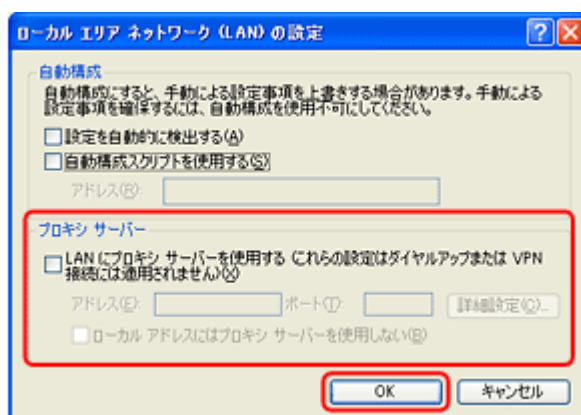 ローカル エリア ネットワーク (LAN) の設定
自動構成
自動構成にすると、手動による設定事項を上書きする場合があります。手動による
設定事項を確保するには、自動構成を使用不可にしてください。
設定を自動的に検出する(A)
自動構成スクリプトを使用する(S)
アドレス(R):
プロキシ サーバー
LAN にプロキシ サーバーを使用する (これらの設定はダイヤルアップまたは VPN
接続には適用されません)(X)
アドレス(E): ポート(T): 詳細設定(C)...
ローカル アドレスにはプロキシ サーバーを使用しない(B)
OK キャンセル